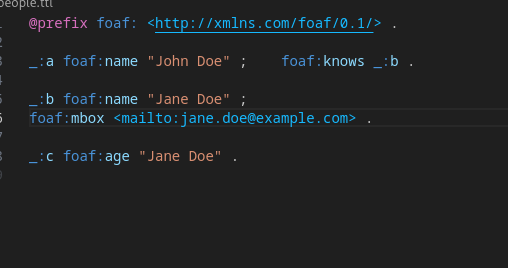 people.ttl
@prefix foaf: <http://xmlns.com/foaf/0.1/> .
_:a foaf:name "John Doe" ;    foaf:knows _:b .
_:b foaf:name "Jane Doe" ;
foaf:mbox <mailto:jane.doe@example.com> .
_:c foaf:age "Jane Doe" .